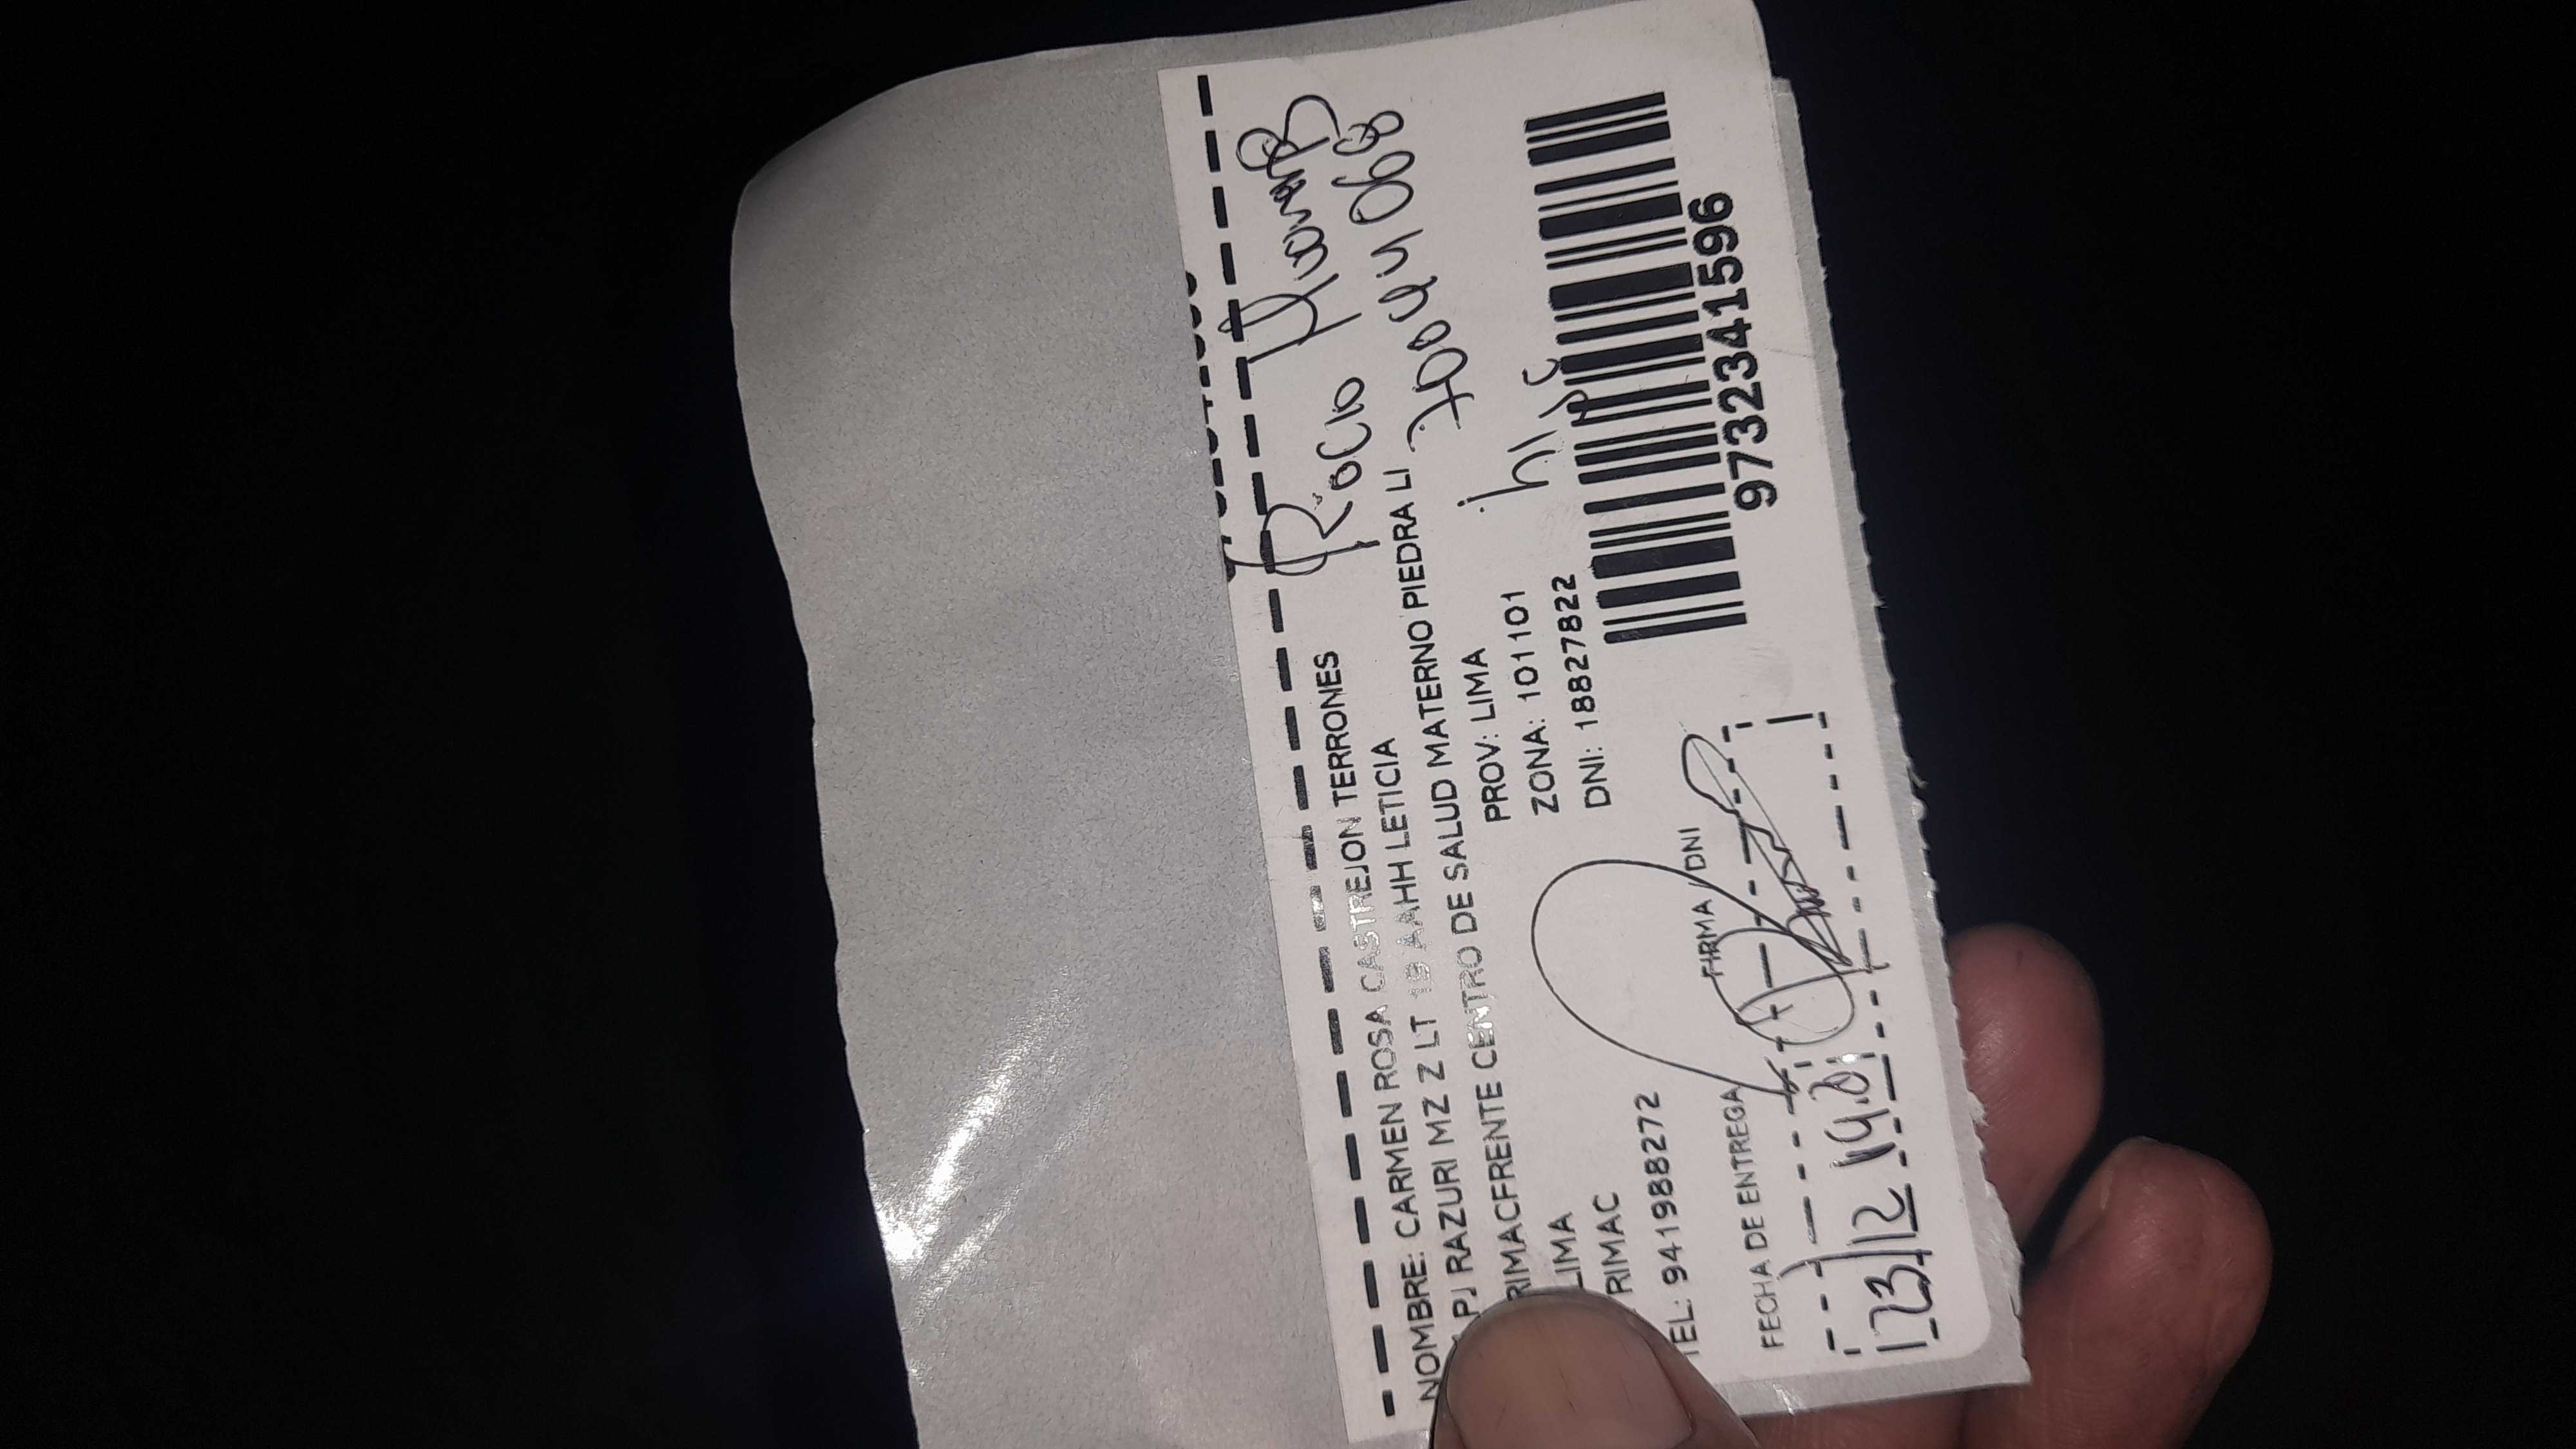 NOMBRE: CARMEN ROSA CASTREJON TERRONES
PJ RAZURI MZ Z LT 19 AAHH LETICIA
RIMACFRENTE CENTRO DE SALUD MATERNO PIEDRA LI
LIMA PROV: LIMA
RIMAC ZONA: 101101
TEL: 941988272 DNI: 18827822
Rocio
70041068
hijo
9732341596
FECHA DE ENTREGA FIRMA / DNI
23/12